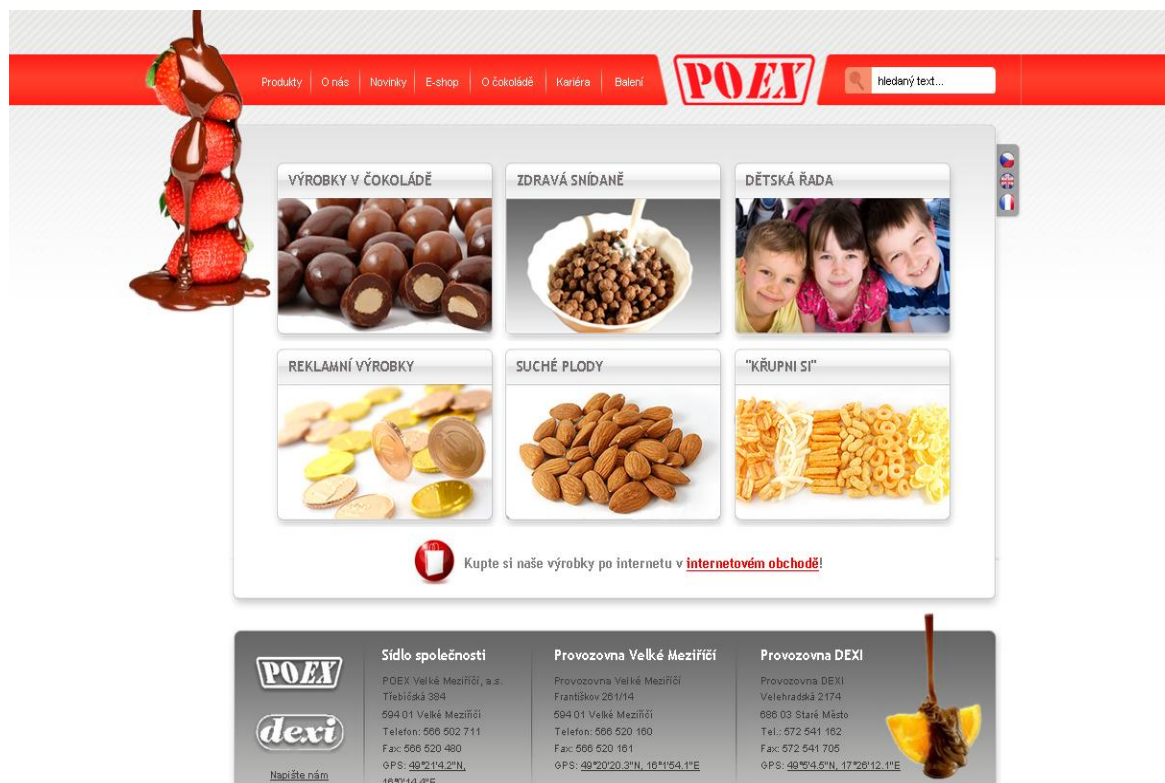 Produkty
O nás
Novinky
E-shop
O čokoládě
Kariéra
Balení
POEX
hledaný text...
VÝROBKY V ČOKOLÁDĚ
ZDRAVÁ SNÍDANĚ
DĚTSKÁ ŘADA
REKLAMNÍ VÝROBKY
SUCHÉ PLODY
"KŘUPNI SI"
Kupte si naše výrobky po internetu v internetovém obchodě!
POEX
dexi
Napište nám
Sídlo společnosti
POEX Velké Meziříčí, a.s.
Třebíčská 384
594 01 Velké Meziříčí
Telefon: 566 502 711
Fax: 566 520 480
GPS: 49°21'4.2"N,
16°0'14.4"E
Provozovna Velké Meziříčí
Provozovna Velké Meziříčí
Františkov 261/14
594 01 Velké Meziříčí
Telefon: 566 520 160
Fax: 566 520 161
GPS: 49°20'20.3"N, 16°1'54.1"E
Provozovna DEXI
Provozovna DEXI
Velehradská 2174
686 03 Staré Město
Tel.: 572 541 162
Fax: 572 541 705
GPS: 49°5'4.5"N, 17°26'12.1"E